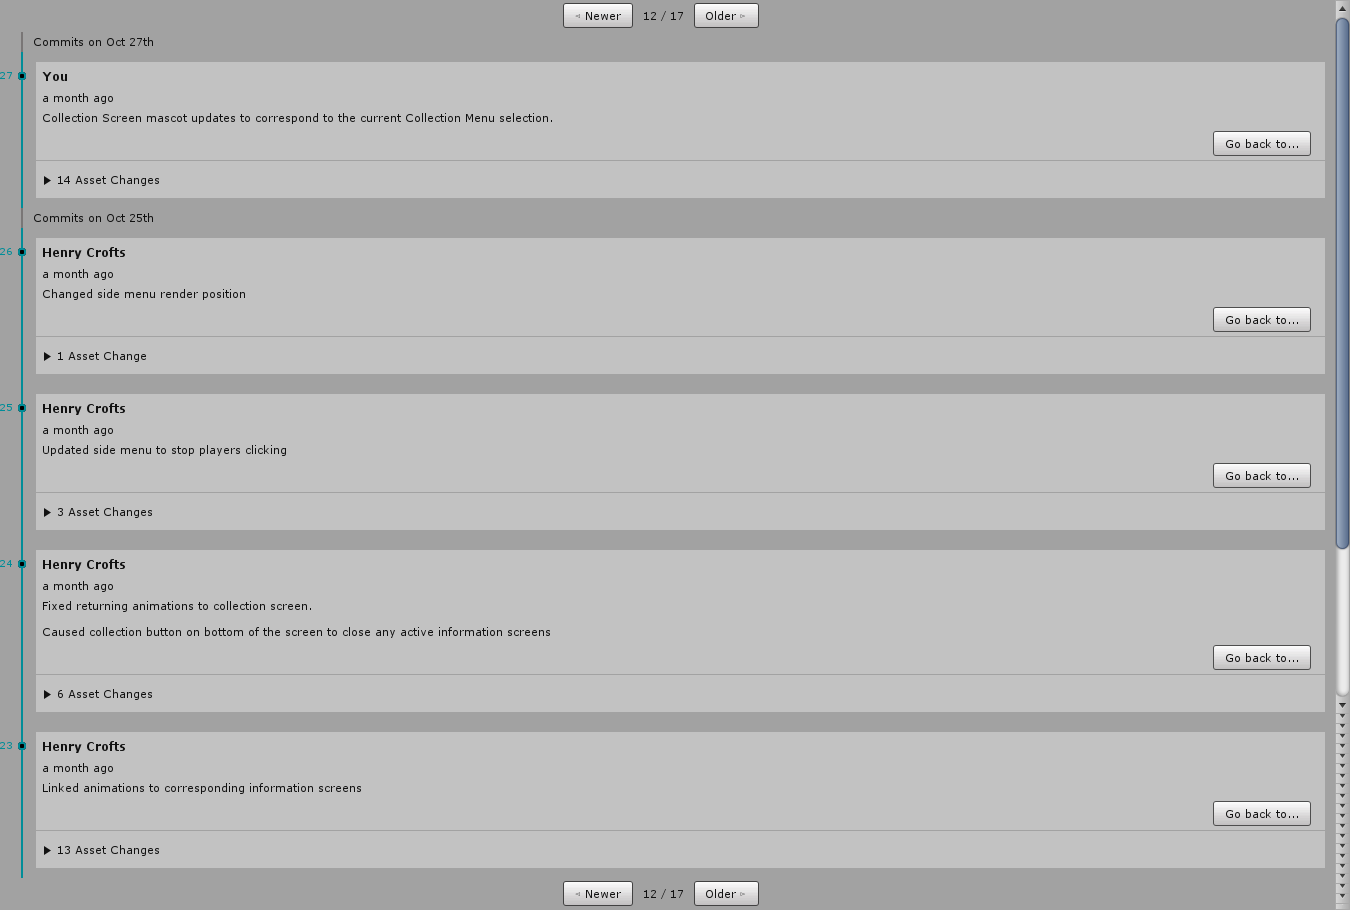 ◄ Newer 12 / 17 Older ►
Commits on Oct 27th
27
You
a month ago
Collection Screen mascot updates to correspond to the current Collection Menu selection.
Go back to...
► 14 Asset Changes
Commits on Oct 25th
26
Henry Crofts
a month ago
Changed side menu render position
Go back to...
► 1 Asset Change
25
Henry Crofts
a month ago
Updated side menu to stop players clicking
Go back to...
► 3 Asset Changes
24
Henry Crofts
a month ago
Fixed returning animations to collection screen.
Caused collection button on bottom of the screen to close any active information screens
Go back to...
► 6 Asset Changes
23
Henry Crofts
a month ago
Linked animations to corresponding information screens
Go back to...
► 13 Asset Changes
◄ Newer 12 / 17 Older ►